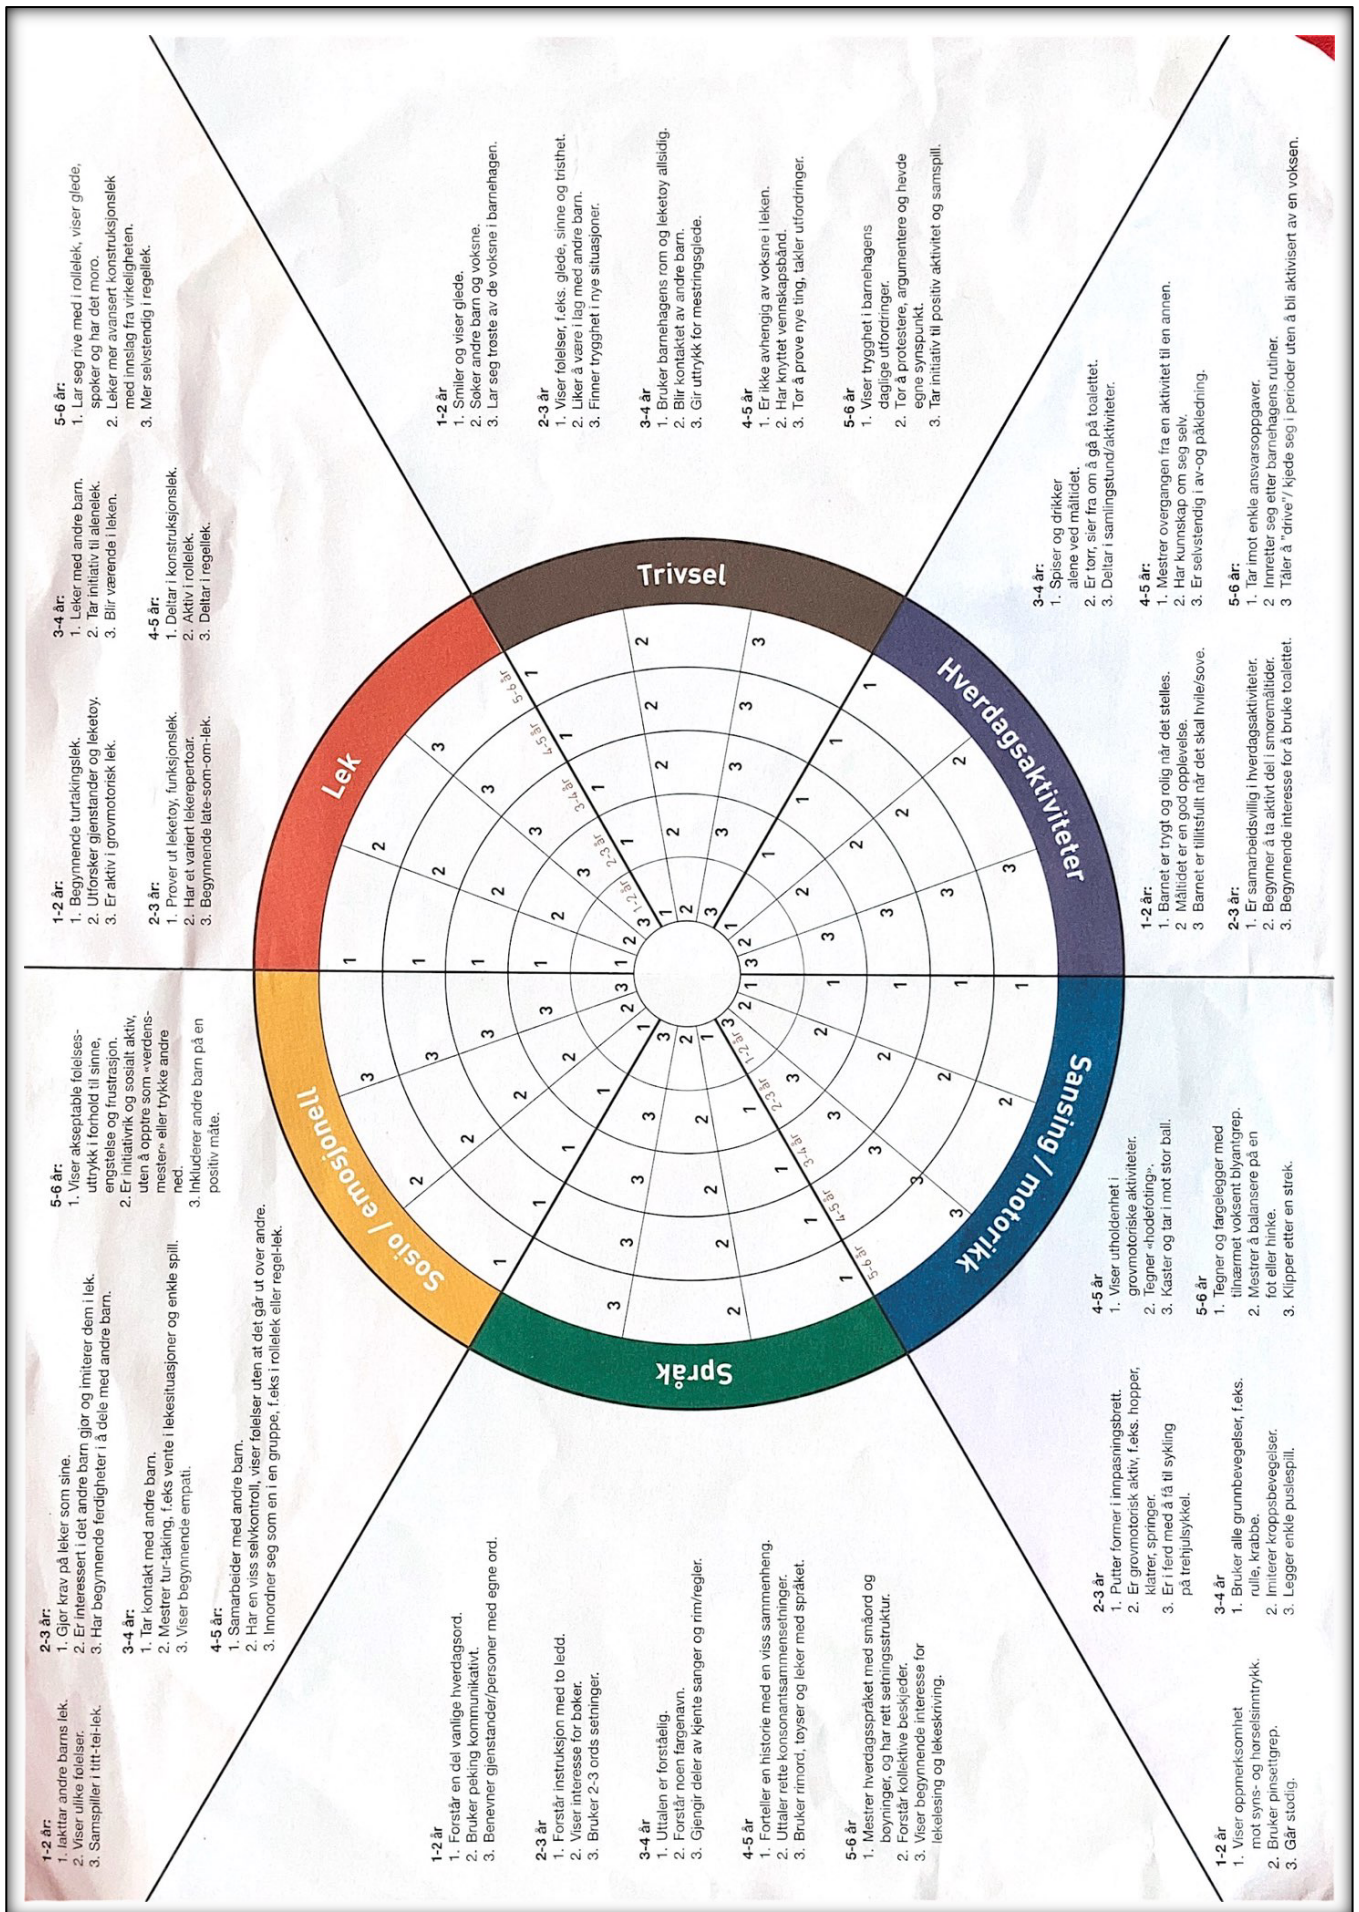 1-2 år:
1. Iakttar andre barns lek.
2. Viser ulike følelser.
3. Samspiller i titt-tei-lek.
2-3 år:
1. Gjør krav på leker som sine.
2. Er interessert i det andre barn gjør og imiterer dem i lek.
3. Har begynnende ferdigheter i å dele med andre barn.
3-4 år:
1. Tar kontakt med andre barn.
2. Mestrer tur-taking, f.eks vente i lekesituasjoner og enkle spill.
3. Viser begynnende empati.
4-5 år:
1. Samarbeider med andre barn.
2. Har en viss selvkontroll, viser følelser uten at det går ut over andre.
3. Innordner seg som en i en gruppe, f.eks i rollelek eller regel-lek.
5-6 år:
1. Viser akseptable følelses-
uttrykk i forhold til sinne,
engstelse og frustrasjon.
2. Er initiativrik og sosialt aktiv,
uten å opptre som «verdens-
mester» eller trykke andre
ned.
3. Inkluderer andre barn på en
positiv måte.
1-2 år:
1. Begynnende turtakingslek.
2. Utforsker gjenstander og leketøy.
3. Er aktiv i grovmotorisk lek.
2-3 år:
1. Prøver ut leketøy, funksjonslek.
2. Har et variert lekerepertoar.
3. Begynnende late-som-om-lek.
3-4 år:
1. Leker med andre barn.
2. Tar initiativ til alenelek.
3. Blir værende i leken.
4-5 år:
1. Deltar i konstruksjonslek.
2. Aktiv i rollelek.
3. Deltar i regellek.
5-6 år:
1. Lar seg rive med i rollelek, viser glede,
spøker og har det moro.
2. Leker mer avansert konstruksjonslek
med innslag fra virkeligheten.
3. Mer selvstendig i regellek.
1-2 år
1. Forstår en del vanlige hverdagsord.
2. Bruker peking kommunikativt.
3. Benevner gjenstander/personer med egne ord.
2-3 år
1. Forstår instruksjon med to ledd.
2. Viser interesse for bøker.
3. Bruker 2-3 ords setninger.
3-4 år
1. Uttalen er forståelig.
2. Forstår noen fargenavn.
3. Gjengir deler av kjente sanger og rim/regler.
4-5 år
1. Forteller en historie med en viss sammenheng.
2. Uttaler rette konsonantsammensetninger.
3. Bruker rimord, tøyser og leker med språket.
5-6 år
1. Mestrer hverdagsspråket med småord og
bøyninger, og har rett setningsstruktur.
2. Forstår kollektive beskjeder.
3. Viser begynnende interesse for
lekelesing og lekeskriving.
Sosio / emosjonell
Lek
Språk
Trivsel
Sansing / motorikk
Hverdagsaktiviteter
1 2 3
1-2 år
2-3 år
3-4 år
4-5 år
5-6 år
1-2 år
2-3 år
3-4 år
4-5 år
5-6 år
1-2 år
1. Smiler og viser glede.
2. Søker andre barn og voksne.
3. Lar seg trøste av de voksne i barnehagen.
2-3 år
1. Viser følelser, f.eks. glede, sinne og tristhet.
2. Liker å være i lag med andre barn.
3. Finner trygghet i nye situasjoner.
3-4 år
1. Bruker barnehagens rom og leketøy allsidig.
2. Blir kontaktet av andre barn.
3. Gir uttrykk for mestringsglede.
4-5 år
1. Er ikke avhengig av voksne i leken.
2. Har knyttet vennskapsbånd.
3. Tør å prøve nye ting, takler utfordringer.
5-6 år
1. Viser trygghet i barnehagens
daglige utfordringer.
2. Tør å protestere, argumentere og hevde
egne synspunkt.
3. Tar initiativ til positiv aktivitet og samspill.
1-2 år
1. Viser oppmerksomhet
mot syns- og hørselsinntrykk.
2. Bruker pinsettgrep.
3. Går stødig.
2-3 år
1. Putter former i innpasningsbrett.
2. Er grovmotorisk aktiv, f.eks. hopper,
klatrer, springer.
3. Er i ferd med å få til sykling
på trehjulsykkel.
3-4 år
1. Bruker alle grunnbevegelser, f.eks.
rulle, krabbe.
2. Imiterer kroppsbevegelser.
3. Legger enkle puslespill.
4-5 år
1. Viser utholdenhet i
grovmotoriske aktiviteter.
2. Tegner «hodefoting».
3. Kaster og tar i mot stor ball.
5-6 år
1. Tegner og fargelegger med
tilnærmet voksent blyantgrep.
2. Mestrer å balansere på en
fot eller hinke.
3. Klipper etter en strek.
1-2 år:
1. Barnet er trygt og rolig når det stelles.
2 Måltidet er en god opplevelse.
3 Barnet er tillitsfullt når det skal hvile/sove.
2-3 år:
1. Er samarbeidsvillig i hverdagsaktiviteter.
2. Begynner å ta aktivt del i smøremåltider.
3. Begynnende interesse for å bruke toalettet.
3-4 år:
1. Spiser og drikker
alene ved måltidet.
2. Er tørr, sier fra om å gå på toalettet.
3. Deltar i samlingstund/aktiviteter.
4-5 år:
1. Mestrer overgangen fra en aktivitet til en annen.
2. Har kunnskap om seg selv.
3. Er selvstendig i av-og påkledning.
5-6 år:
1. Tar imot enkle ansvarsoppgaver.
2 Innretter seg etter barnehagens rutiner.
3 Tåler å "drive"/ kjede seg i perioder uten å bli aktivisert av en voksen.